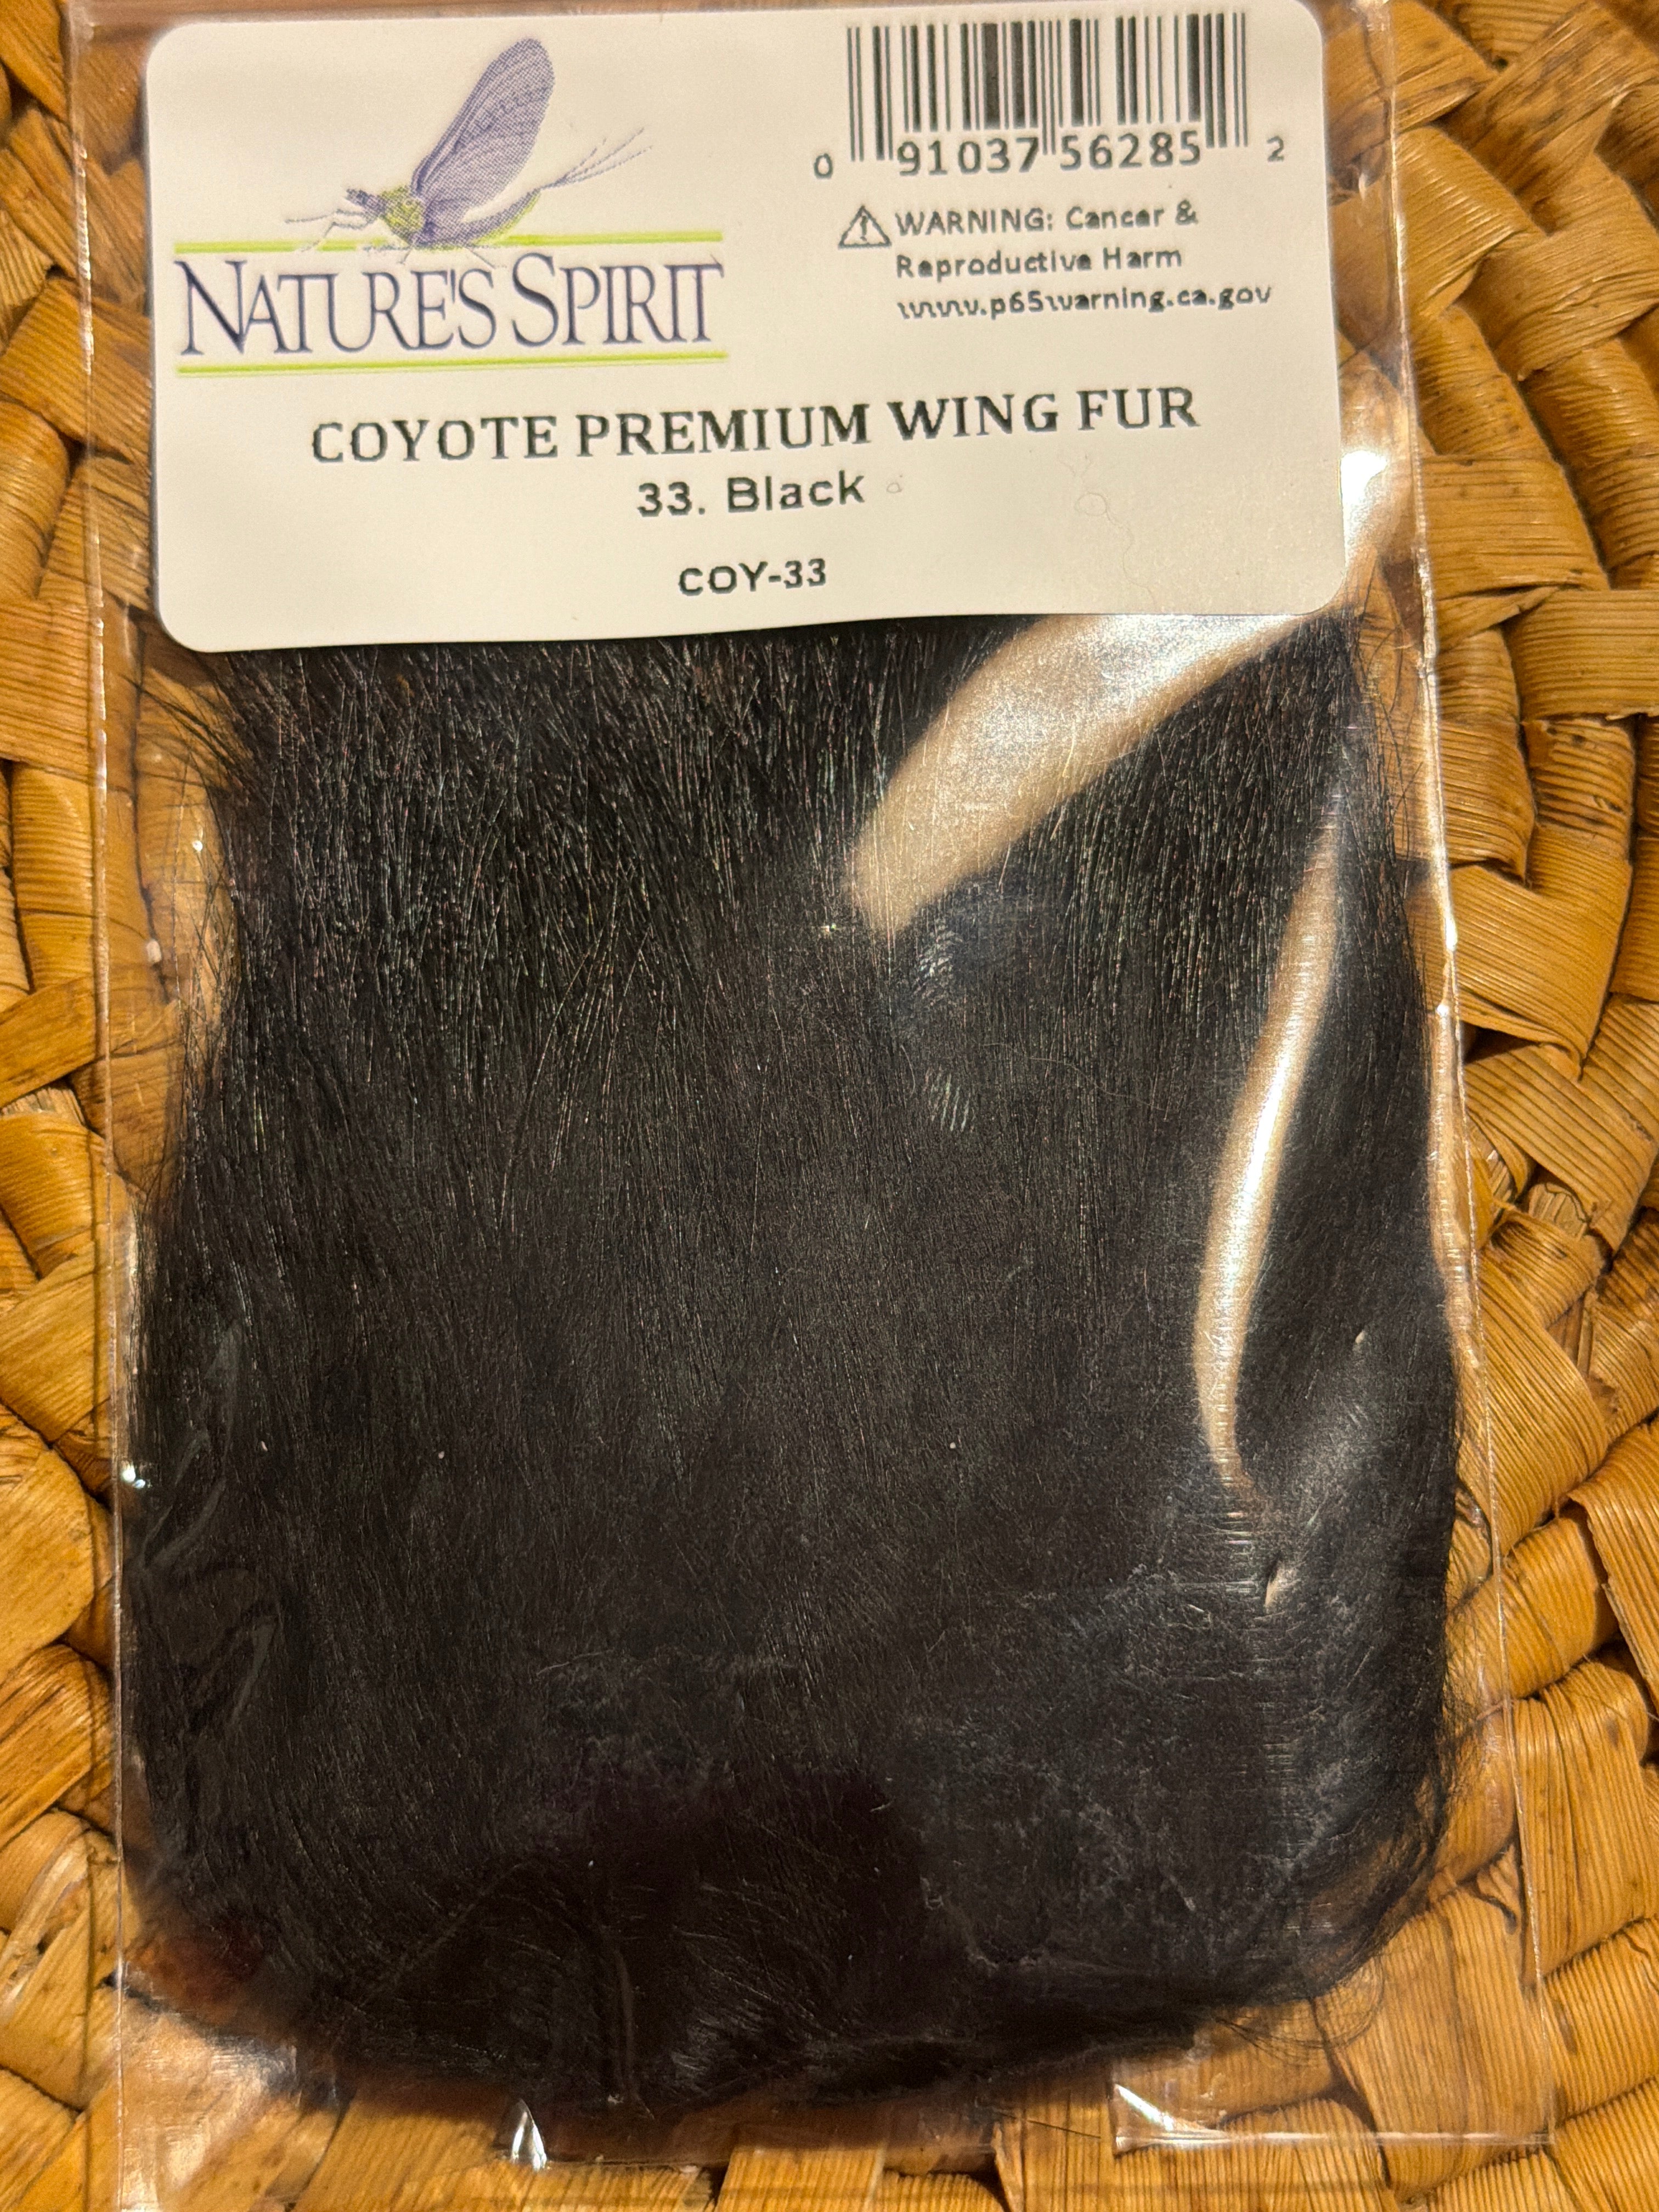 NATURE'S SPIRIT
0 91037 56285 2
WARNING: Cancer &
Reproductive Harm
www.p65warning.ca.gov
COYOTE PREMIUM WING FUR
33. Black
COY-33